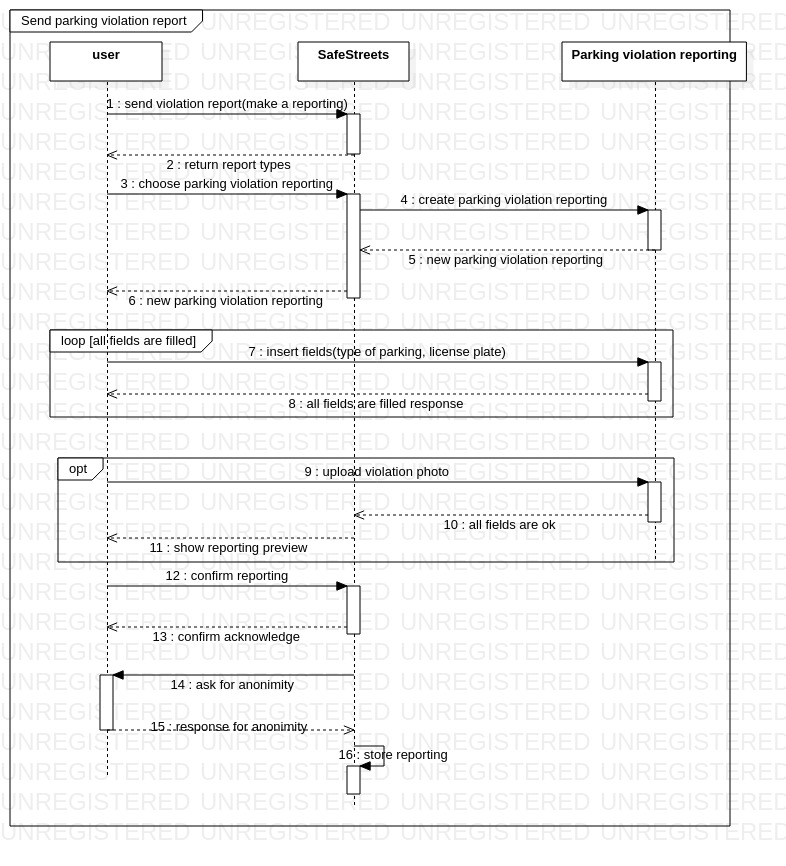 Send parking violation report
user
SafeStreets
Parking violation reporting
1 : send violation report(make a reporting)
2 : return report types
3 : choose parking violation reporting
4 : create parking violation reporting
5 : new parking violation reporting
6 : new parking violation reporting
loop [all fields are filled]
7 : insert fields(type of parking, license plate)
8 : all fields are filled response
opt
9 : upload violation photo
10 : all fields are ok
11 : show reporting preview
12 : confirm reporting
13 : confirm acknowledge
14 : ask for anonimity
15 : response for anonimity
16 : store reporting
UNREGISTERED